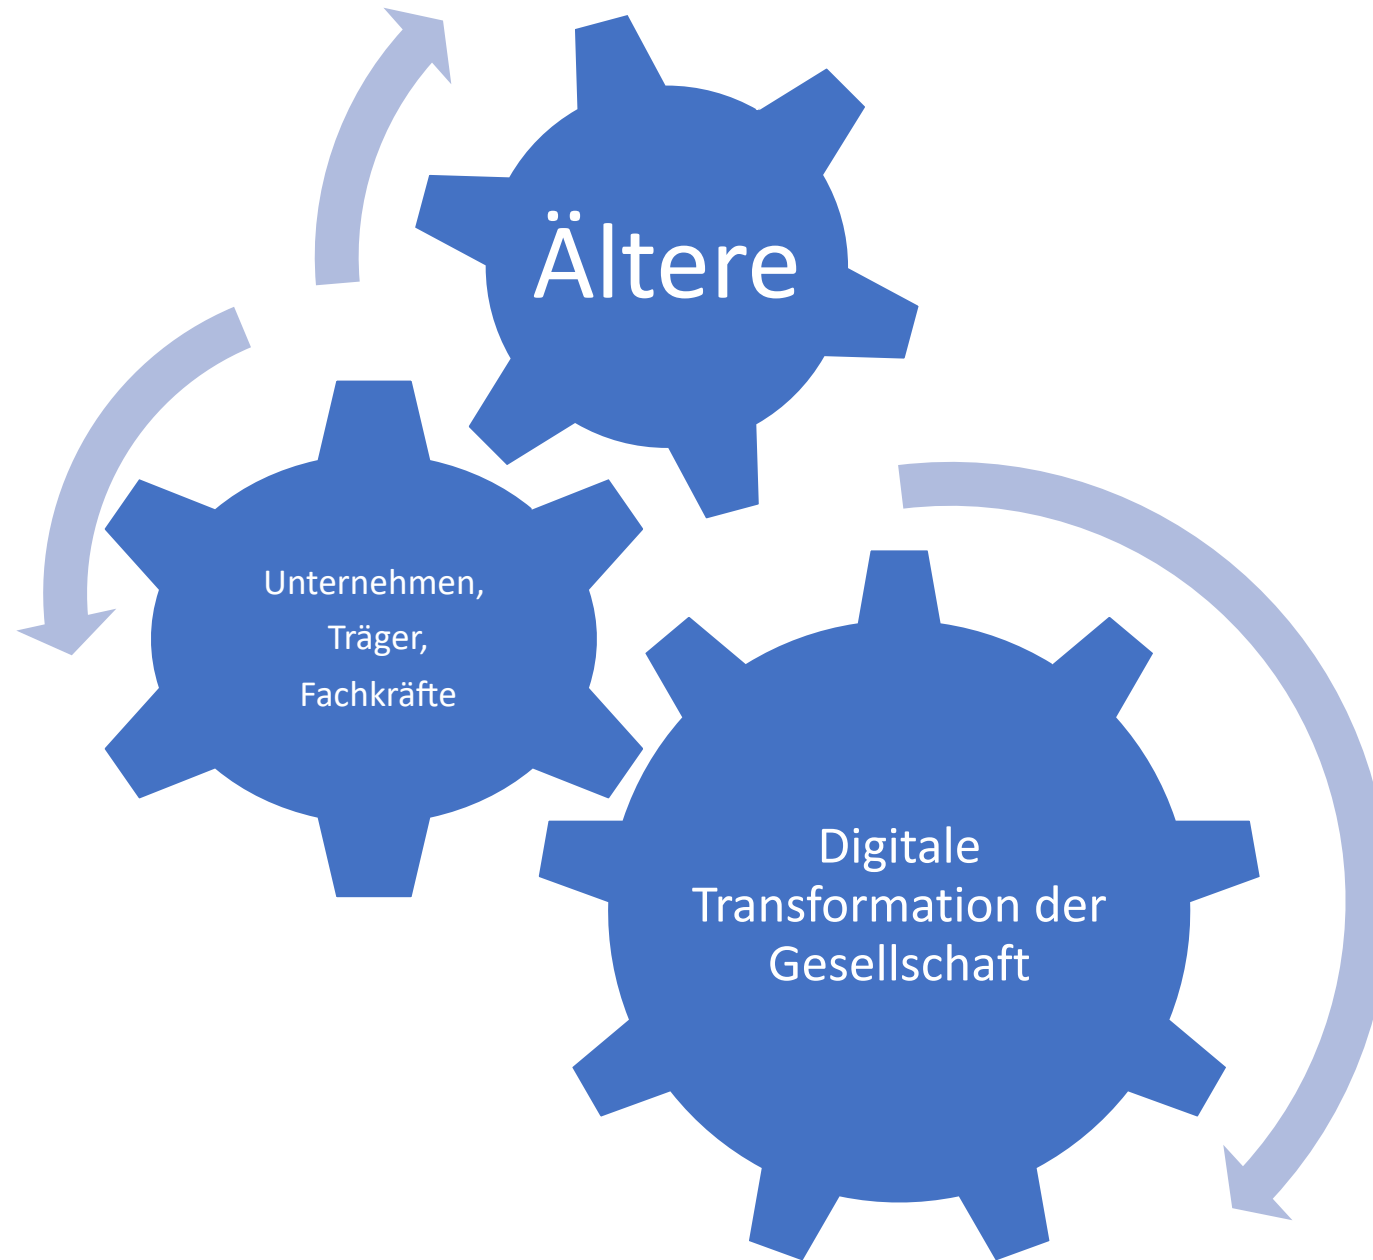 Ältere
Unternehmen,
Träger,
Fachkräfte
Digitale
Transformation der
Gesellschaft